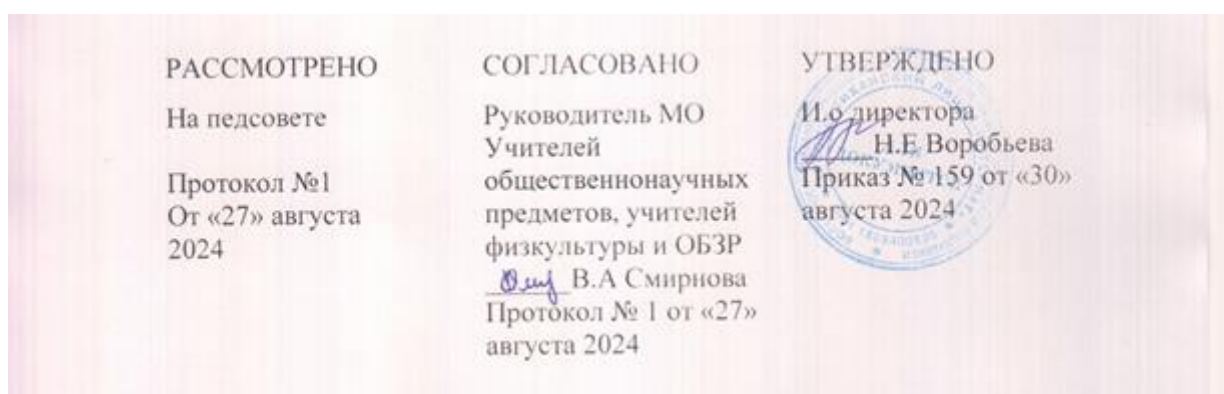 РАССМОТРЕНО
На педсовете
Протокол №1
От «27» августа
2024
СОГЛАСОВАНО
Руководитель МО
Учителей
общественнонаучных
предметов, учителей
физкультуры и ОБЗР
В.А Смирнова
Протокол № 1 от «27»
августа 2024
УТВЕРЖДЕНО
И.о директора
Н.Е Воробьева
Приказ № 159 от «30»
августа 2024